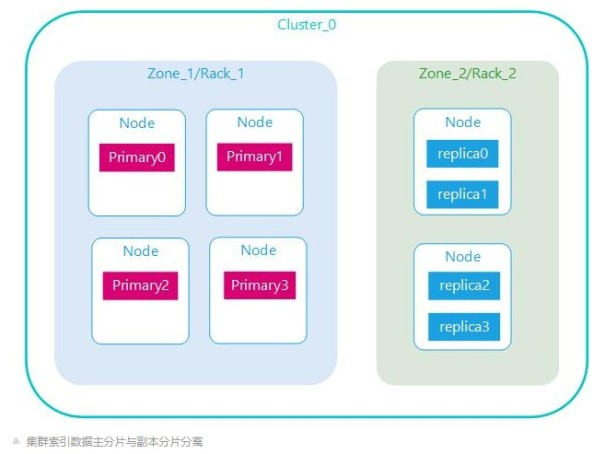 Cluster_0
Zone_1/Rack_1
Node
Primary0
Node
Primary1
Node
Primary2
Node
Primary3
Zone_2/Rack_2
Node
replica0
replica1
Node
replica2
replica3
集群索引数据主分片与副本分片分离